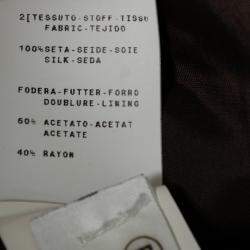 2[TESSUTO-STOFF-TISSU
FABRIC-TEJIDO
100%SETA-SEIDE-SOIE
SILK-SEDA
FODERA-FUTTER-FORRO
DOUBLURE-LINING
60% ACETATO-ACETAT
ACETATE
40% RAYON